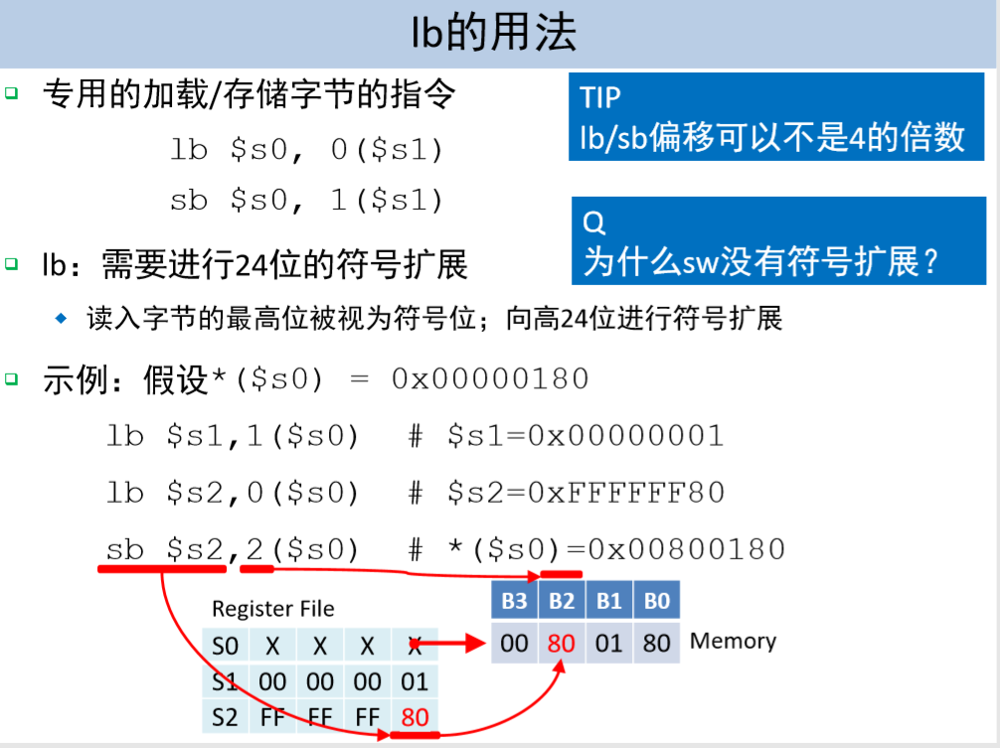 lb的用法
专用的加载/存储字节的指令
lb $s0, 0($s1)
sb $s0, 1($s1)
TIP
lb/sb偏移可以不是4的倍数
Q
为什么sw没有符号扩展？
lb：需要进行24位的符号扩展
读入字节的最高位被视为符号位；向高24位进行符号扩展
示例：假设*($s0) = 0x00000180
lb $s1,1($s0) # $s1=0x00000001
lb $s2,0($s0) # $s2=0xFFFFFF80
sb $s2,2($s0) # *($s0)=0x00800180
Register File
S0 X X X X
S1 00 00 00 01
S2 FF FF FF 80
B3 B2 B1 B0
00 80 01 80 Memory